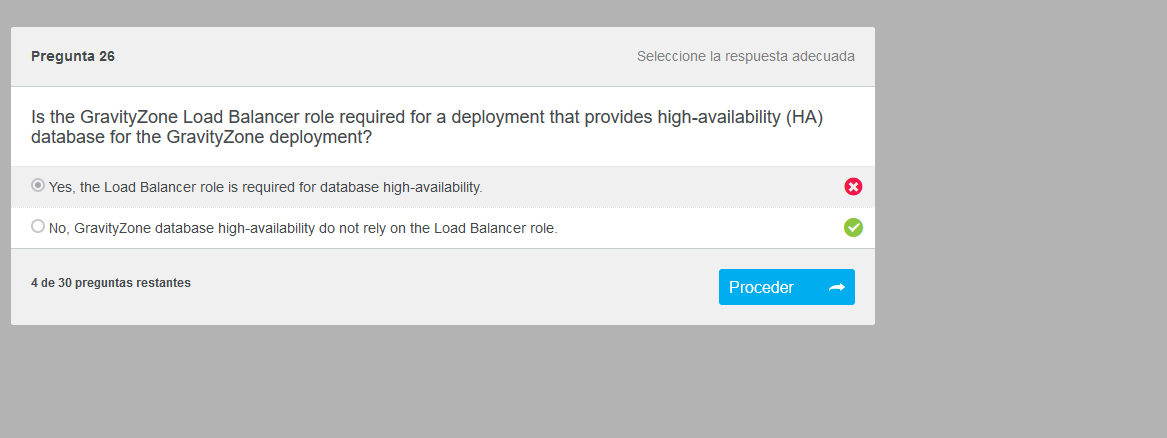 Pregunta 26
Seleccione la respuesta adecuada
Is the GravityZone Load Balancer role required for a deployment that provides high-availability (HA)
database for the GravityZone deployment?
Yes, the Load Balancer role is required for database high-availability.
No, GravityZone database high-availability do not rely on the Load Balancer role.
4 de 30 preguntas restantes
Proceder